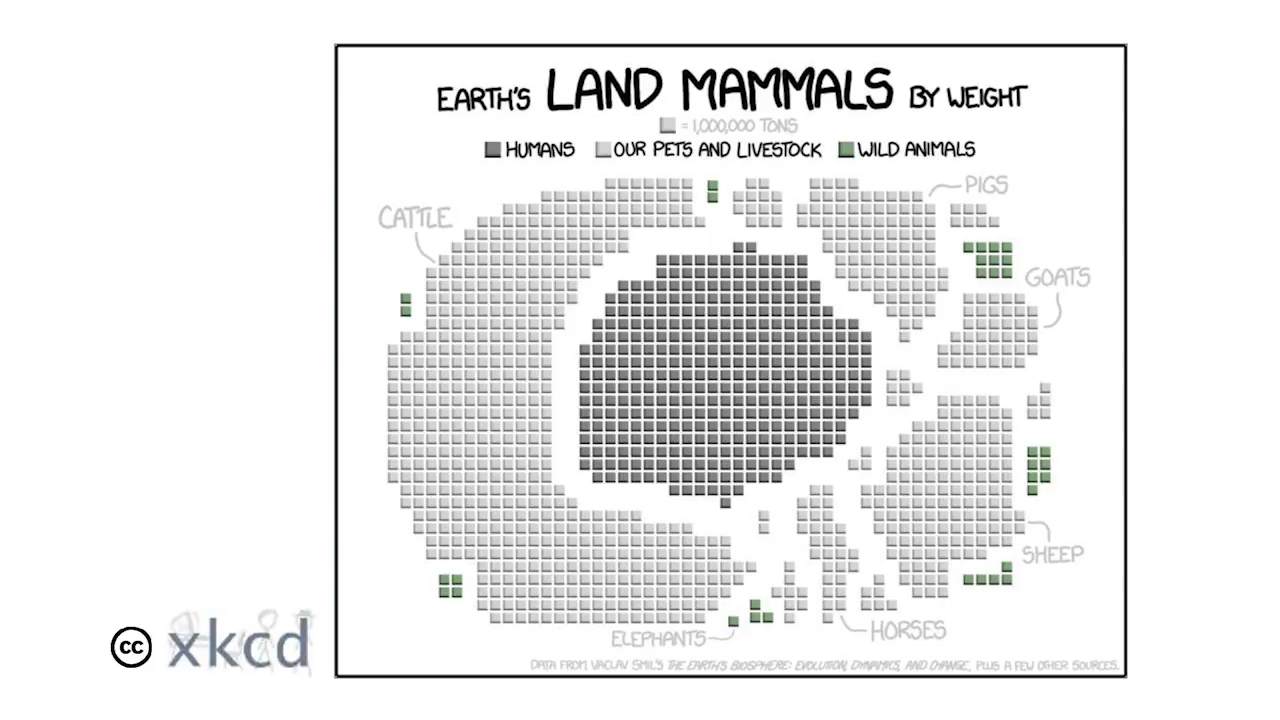 EARTH'S LAND MAMMALS BY WEIGHT
= 1,000,000 TONS
HUMANS OUR PETS AND LIVESTOCK WILD ANIMALS
PIGS
CATTLE
GOATS
SHEEP
HORSES
ELEPHANTS
DATA FROM VACLAV SMIL'S THE EARTH'S BIOSPHERE: EVOLUTION, DYNAMICS, AND CHANGE, PLUS A FEW OTHER SOURCES.
cc xkcd